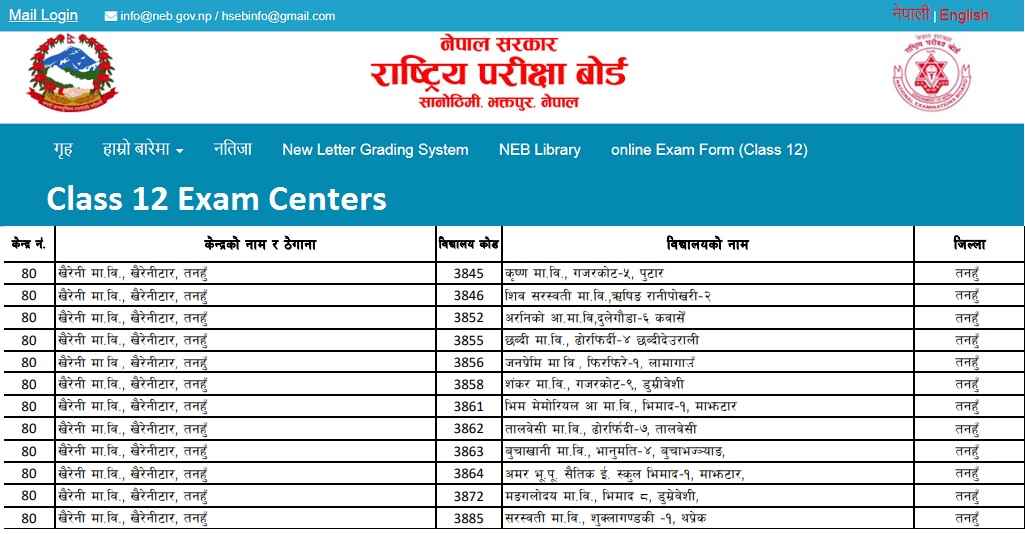 Mail Login info@neb.gov.np / hsebinfo@gmail.com नेपाली | English
नेपाल सरकार
राष्ट्रिय परीक्षा बोर्ड
सानोठिमी, भक्तपुर, नेपाल
गृह हाम्रो बारेमा नतिजा New Letter Grading System NEB Library online Exam Form (Class 12)
Class 12 Exam Centers
केन्द्र नं. केन्द्रको नाम र ठेगाना विद्यालय कोड विद्यालयको नाम जिल्ला
80 खैरेनी मा.वि., खैरेनीटार, तनहुँ 3845 कृष्ण मा.वि., गजरकोट-५, पुटार तनहुँ
80 खैरेनी मा.वि., खैरेनीटार, तनहुँ 3846 शिव सरस्वती मा.वि.,ऋषिङ रानीपोखरी-२ तनहुँ
80 खैरेनी मा.वि., खैरेनीटार, तनहुँ 3852 अरनिको आ.मा.वि,दुलेगौडा-६ कवासें तनहुँ
80 खैरेनी मा.वि., खैरेनीटार, तनहुँ 3855 छब्दी मा.वि., ढोरफिर्दी-४ छब्दीदेउराली तनहुँ
80 खैरेनी मा.वि., खैरेनीटार, तनहुँ 3856 जनप्रेमि मा.वि., फिरफिरे-१, लामागाउँ तनहुँ
80 खैरेनी मा.वि., खैरेनीटार, तनहुँ 3858 शंकर मा.वि., गजरकोट-९, डुम्रीवेशी तनहुँ
80 खैरेनी मा.वि., खैरेनीटार, तनहुँ 3861 भिम मेमोरियल आ मा.वि., भिमाद-१, माझटार तनहुँ
80 खैरेनी मा.वि., खैरेनीटार, तनहुँ 3862 तालवेसी मा.वि., ढोरफिर्दी-७, तालवेसी तनहुँ
80 खैरेनी मा.वि., खैरेनीटार, तनहुँ 3863 बुचाखानी मा.वि., भानुमति-४, बुचाभञ्ज्याङ, तनहुँ
80 खैरेनी मा.वि., खैरेनीटार, तनहुँ 3864 अमर भू.पू. सैतिक ई. स्कुल भिमाद-१, माझटार, तनहुँ
80 खैरेनी मा.वि., खैरेनीटार, तनहुँ 3872 मङगलोदय मा.वि., भिमाद ८, डुम्रेवेशी, तनहुँ
80 खैरेनी मा.वि., खैरेनीटार, तनहुँ 3885 सरस्वती मा.वि., शुक्लागण्डकी -१, थप्रेक तनहुँ